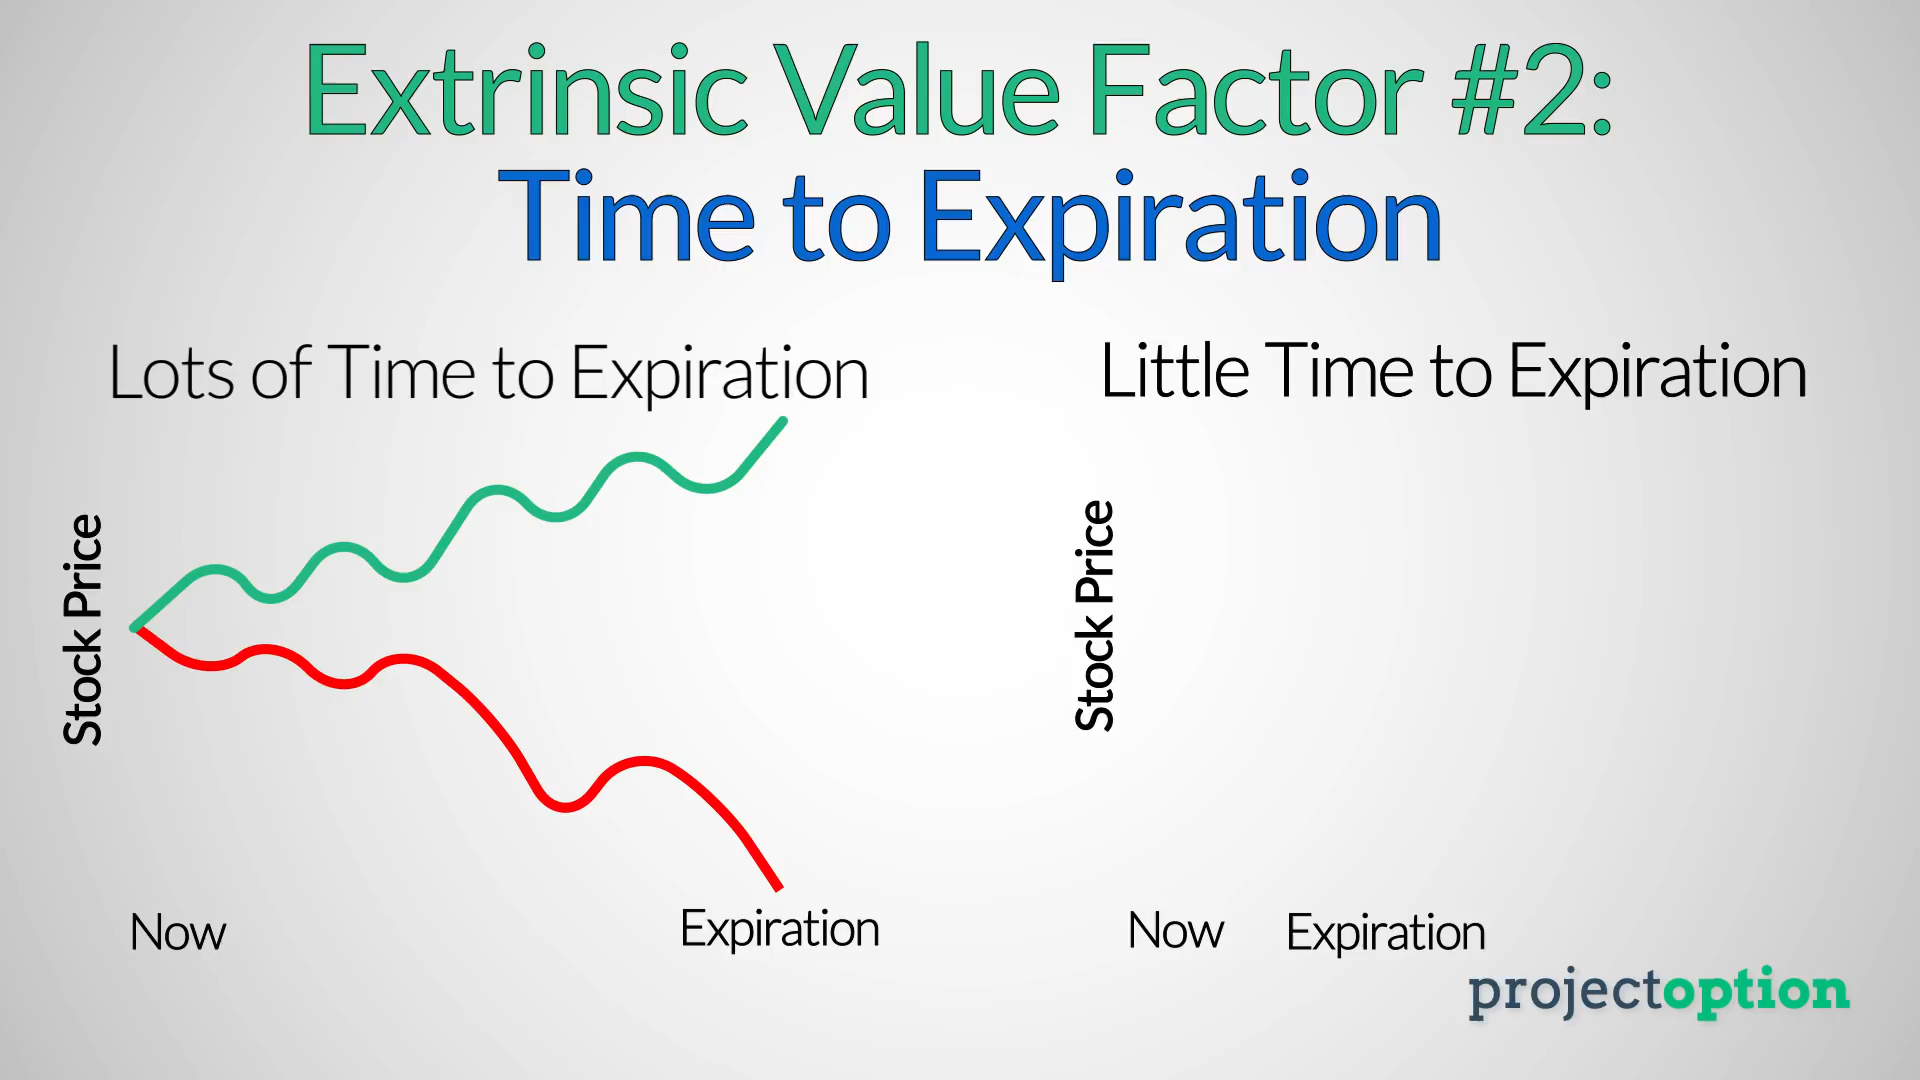 Extrinsic Value Factor #2:
Time to Expiration
Lots of Time to Expiration
Stock Price
Now
Expiration
Little Time to Expiration
Stock Price
Now
Expiration
projectoption